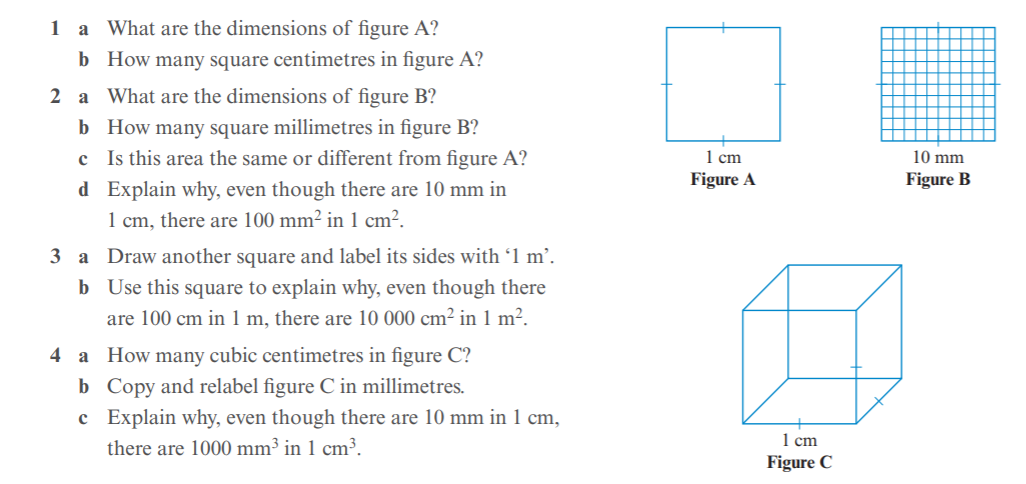 1 a What are the dimensions of figure A?
b How many square centimetres in figure A?
2 a What are the dimensions of figure B?
b How many square millimetres in figure B?
c Is this area the same or different from figure A?
d Explain why, even though there are 10 mm in
1 cm, there are 100 mm² in 1 cm².
3 a Draw another square and label its sides with ‘1 m’.
b Use this square to explain why, even though there
are 100 cm in 1 m, there are 10 000 cm² in 1 m².
4 a How many cubic centimetres in figure C?
b Copy and relabel figure C in millimetres.
c Explain why, even though there are 10 mm in 1 cm,
there are 1000 mm³ in 1 cm³.
1 cm
Figure A
10 mm
Figure B
1 cm
Figure C